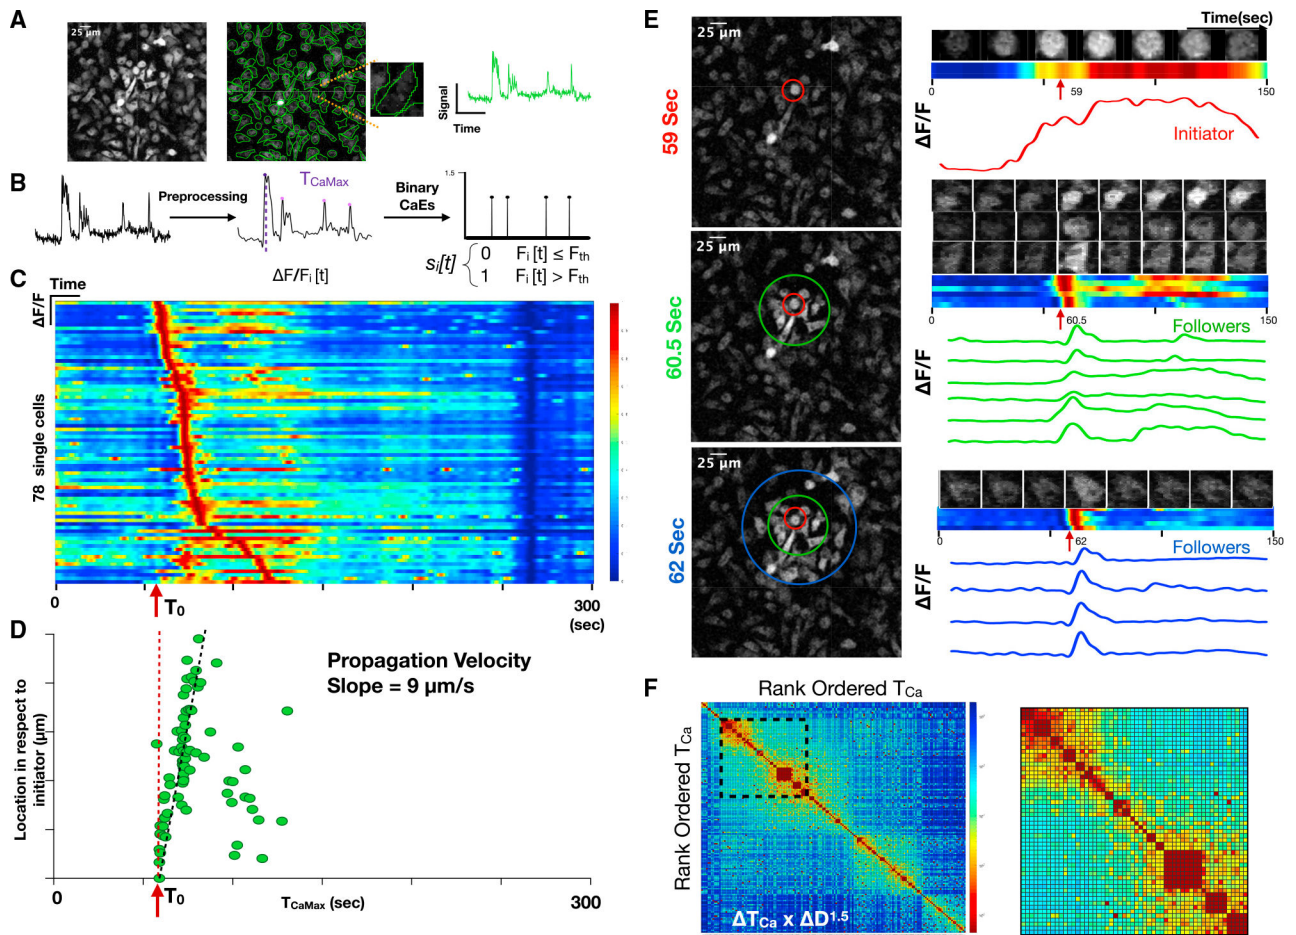 A
25 µm
Signal
Time
B
Preprocessing
TCaMax
Binary
CaEs
1.5
ΔF/Fi [t]
si[t]
0 Fi [t] ≤ Fth
1 Fi [t] > Fth
C
Time
ΔF/F
78 single cells
0
T0
300
(sec)
D
Propagation Velocity
Slope = 9 µm/s
Location in respect to
initiator (µm)
0
T0
TCaMax (sec)
300
E
59 Sec
25 µm
Time(sec)
0
59
150
ΔF/F
Initiator
60.5 Sec
25 µm
0
60.5
150
Followers
ΔF/F
62 Sec
25 µm
0
62
150
Followers
ΔF/F
F
Rank Ordered TCa
Rank Ordered TCa
ΔTCa x ΔD1.5